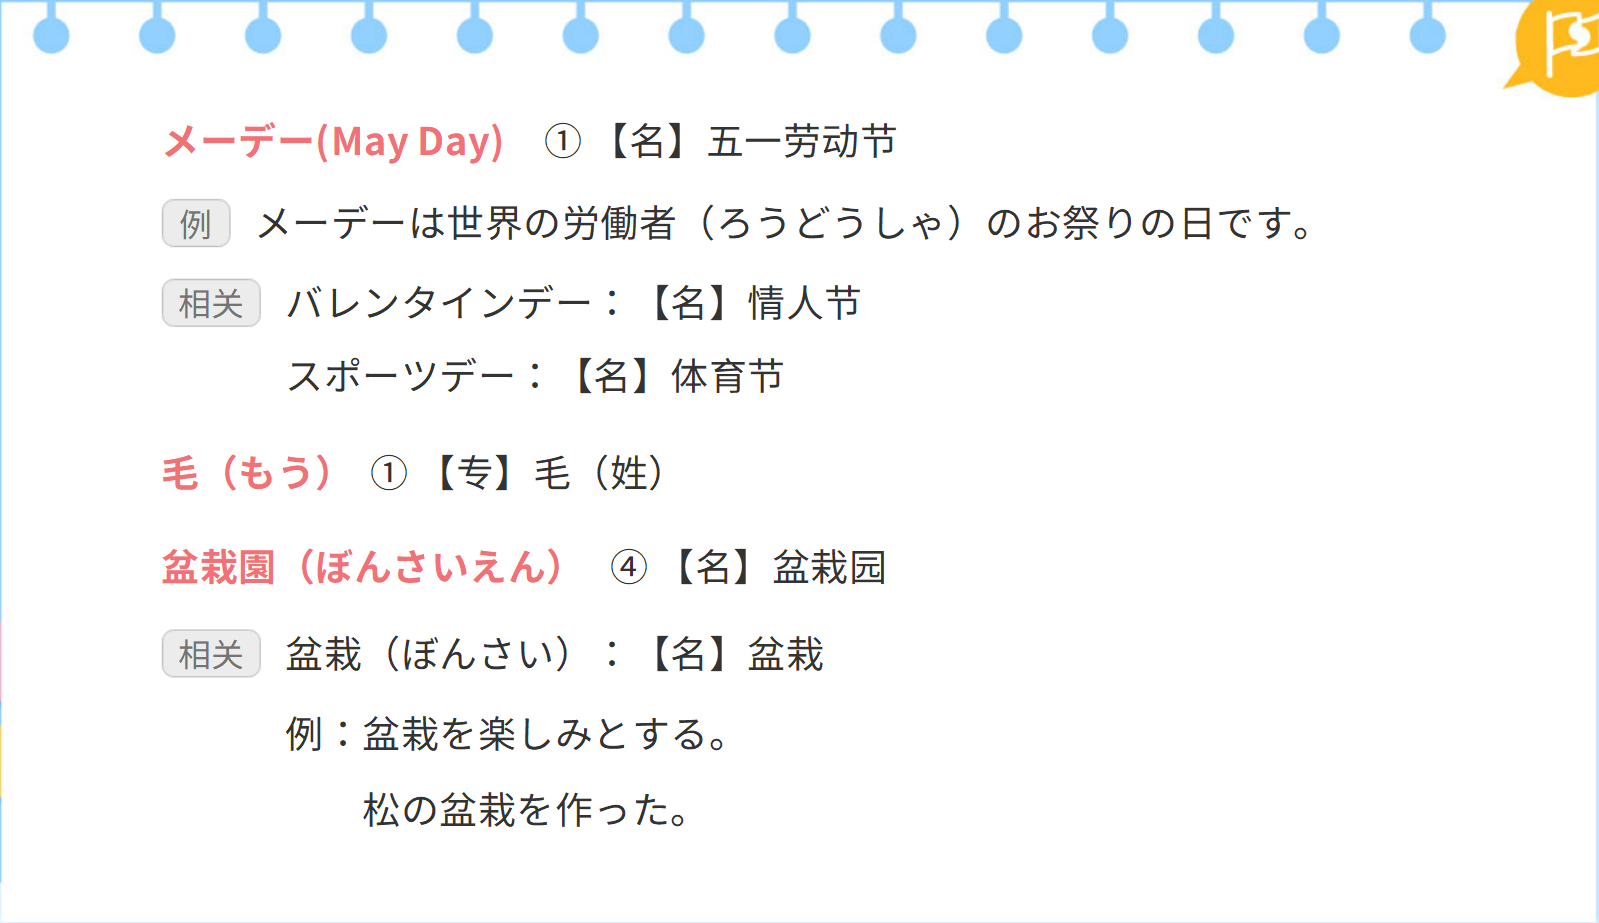 メーデー(May Day) ①【名】五一劳动节
例 メーデーは世界の労働者（ろうどうしゃ）のお祭りの日です。
相关 バレンタインデー：【名】情人节
スポーツデー：【名】体育节
毛（もう） ①【专】毛（姓）
盆栽園（ぼんさいえん） ④【名】盆栽园
相关 盆栽（ぼんさい）：【名】盆栽
例：盆栽を楽しみとする。
松の盆栽を作った。